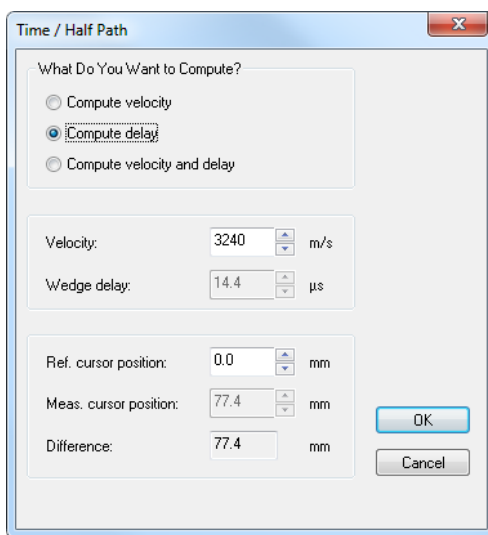 Time / Half Path
What Do You Want to Compute?
Compute velocity
Compute delay
Compute velocity and delay
Velocity: 3240 m/s
Wedge delay: 14.4 µs
Ref. cursor position: 0.0 mm
Meas. cursor position: 77.4 mm
OK
Difference: 77.4 mm
Cancel